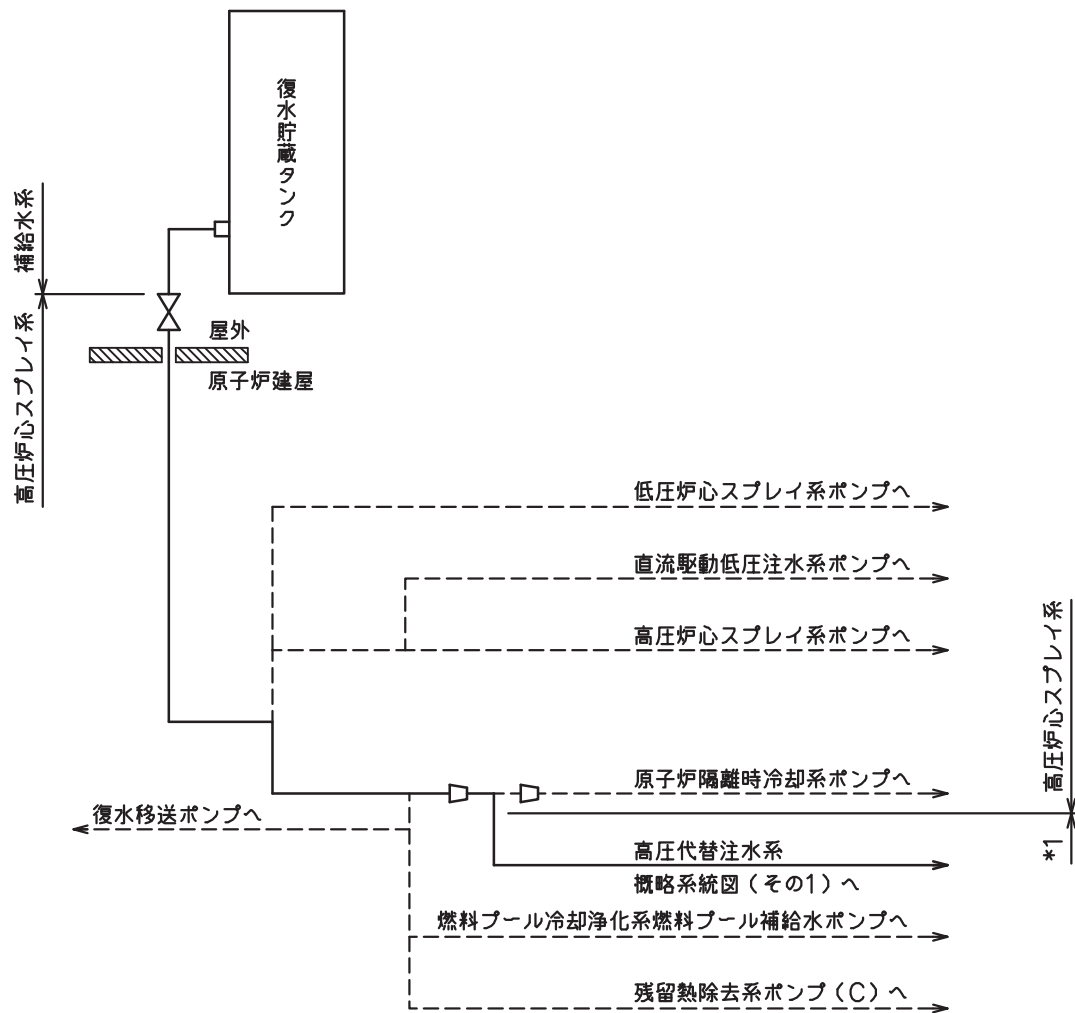 復水貯蔵タンク
補給水系
高圧炉心スプレイ系
屋外
原子炉建屋
低圧炉心スプレイ系ポンプへ
直流駆動低圧注水系ポンプへ
高圧炉心スプレイ系ポンプへ
高圧炉心スプレイ系
原子炉隔離時冷却系ポンプへ
復水移送ポンプへ
*1
高圧代替注水系
概略系統図(その1)へ
燃料プール冷却浄化系燃料プール補給水ポンプへ
残留熱除去系ポンプ(C)へ